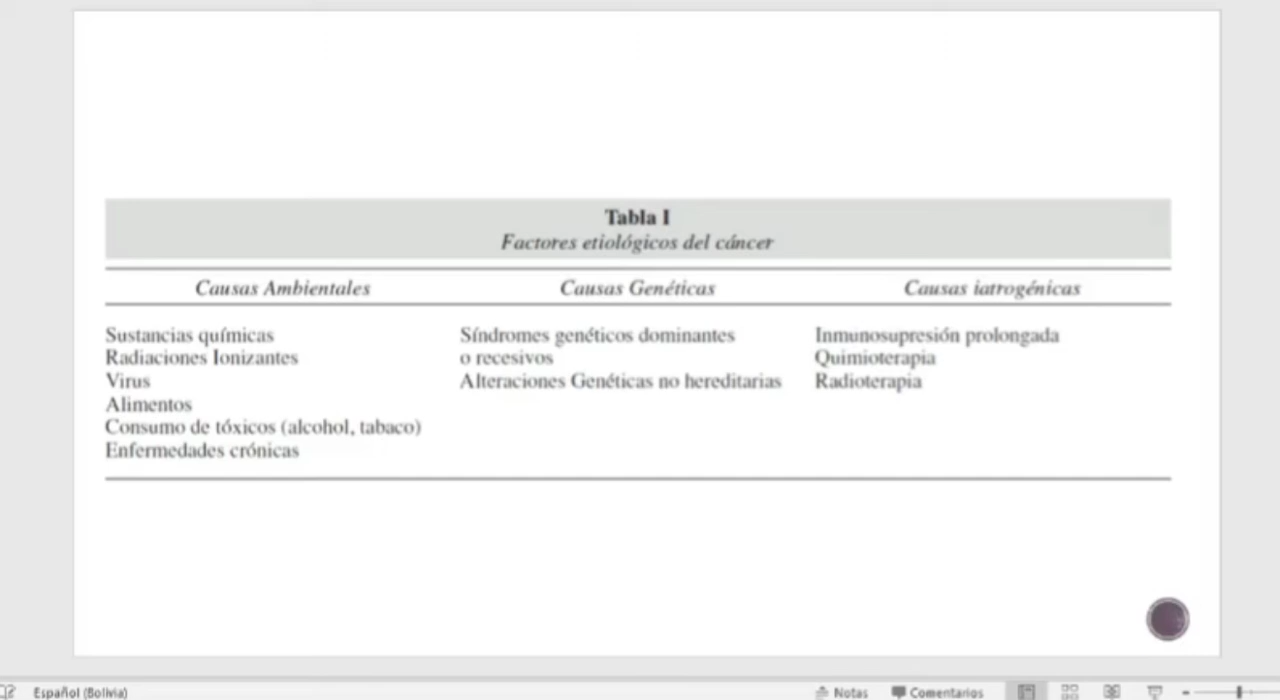 Tabla I
Factores etiológicos del cáncer
Causas Ambientales Causas Genéticas Causas iatrogénicas
Sustancias químicas Síndromes genéticos dominantes Inmunosupresión prolongada
Radiaciones Ionizantes o recesivos Quimioterapia
Virus Alteraciones Genéticas no hereditarias Radioterapia
Alimentos
Consumo de tóxicos (alcohol, tabaco)
Enfermedades crónicas
Español (Bolivia) Notas Comentarios